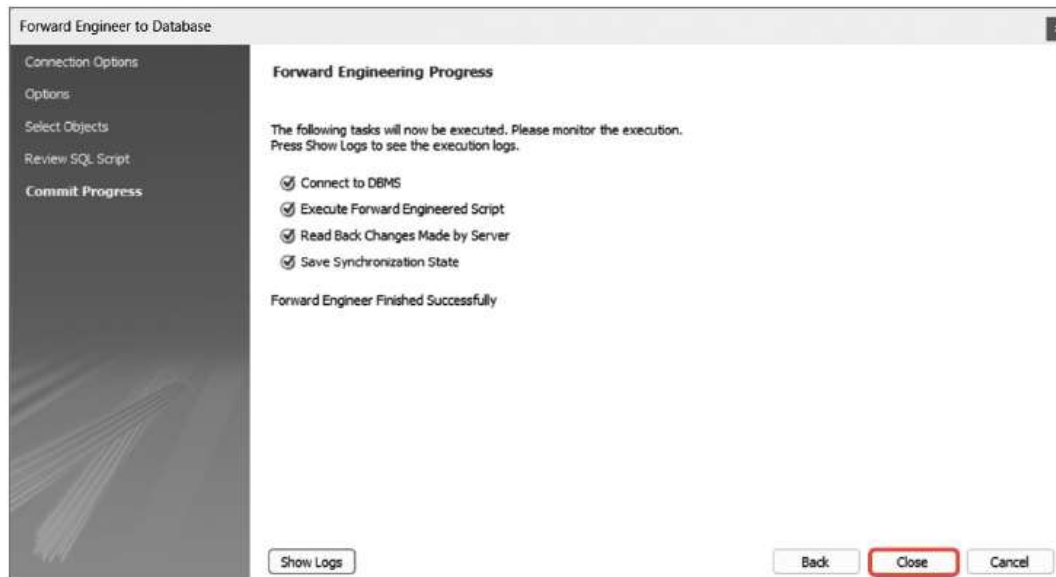 Forward Engineer to Database
Connection Options
Options
Select Objects
Review SQL Script
Commit Progress
Forward Engineering Progress
The following tasks will now be executed. Please monitor the execution.
Press Show Logs to see the execution logs.
Connect to DBMS
Execute Forward Engineered Script
Read Back Changes Made by Server
Save Synchronization State
Forward Engineer Finished Successfully
Show Logs
Back
Close
Cancel